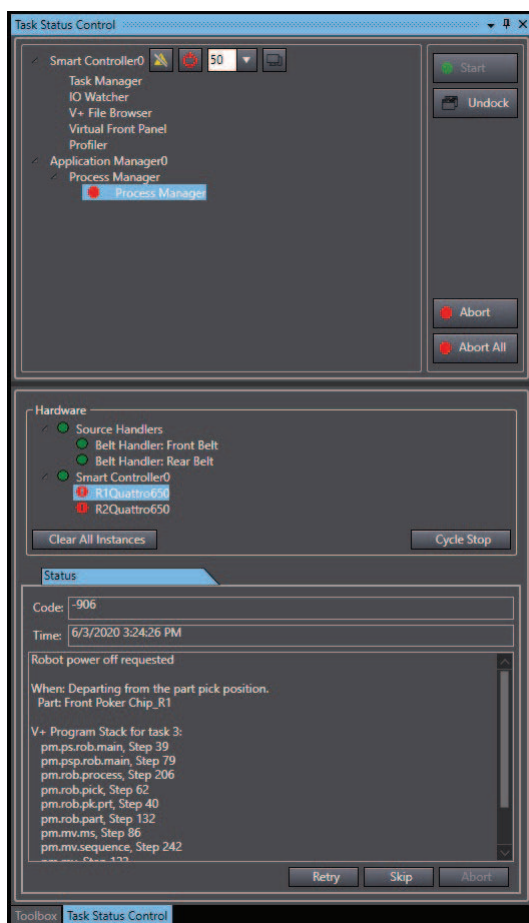 Task Status Control
Smart Controller0 50
Start
Task Manager
IO Watcher
Undock
V+ File Browser
Virtual Front Panel
Profiler
Application Manager0
Process Manager
Process Manager
Abort
Abort All
Hardware
Source Handlers
Belt Handler: Front Belt
Belt Handler: Rear Belt
Smart Controller0
R1Quattro650
R2Quattro650
Clear All Instances Cycle Stop
Status
Code: -906
Time: 6/3/2020 3:24:26 PM
Robot power off requested
When: Departing from the part pick position.
Part: Front Poker Chip_R1
V+ Program Stack for task 3:
pm.ps.rob.main, Step 39
pm.psp.rob.main, Step 79
pm.rob.process, Step 206
pm.rob.pick, Step 62
pm.rob.pk.prt, Step 40
pm.rob.part, Step 132
pm.mv.ms, Step 86
pm.mv.sequence, Step 242
Retry Skip Abort
Toolbox Task Status Control